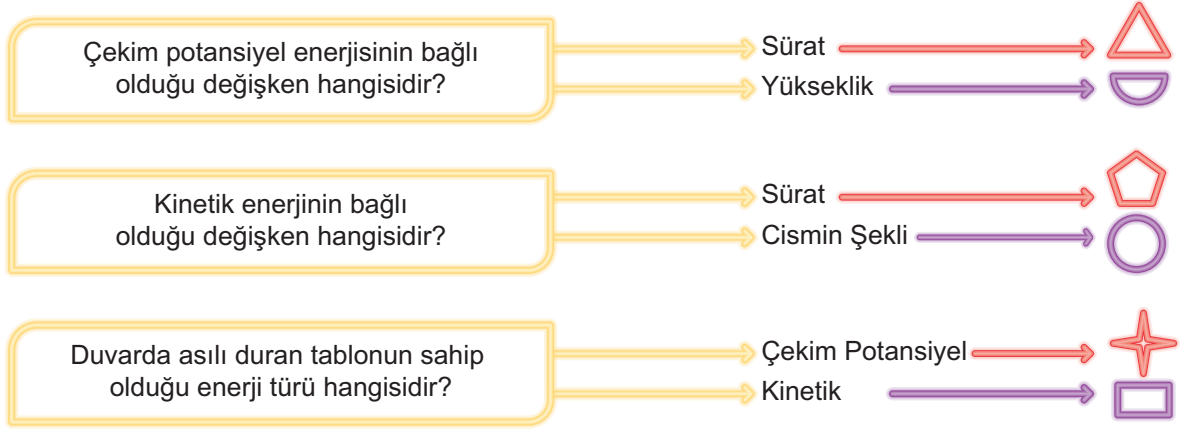 Çekim potansiyel enerjisinin bağlı
olduğu değişken hangisidir?
Sürat
Yükseklik
Kinetik enerjinin bağlı
olduğu değişken hangisidir?
Sürat
Cismin Şekli
Duvarda asılı duran tablonun sahip
olduğu enerji türü hangisidir?
Çekim Potansiyel
Kinetik